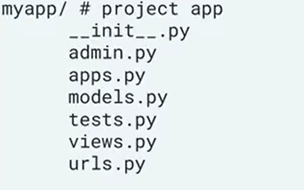 myapp/ # project app
__init__.py
admin.py
apps.py
models.py
tests.py
views.py
urls.py